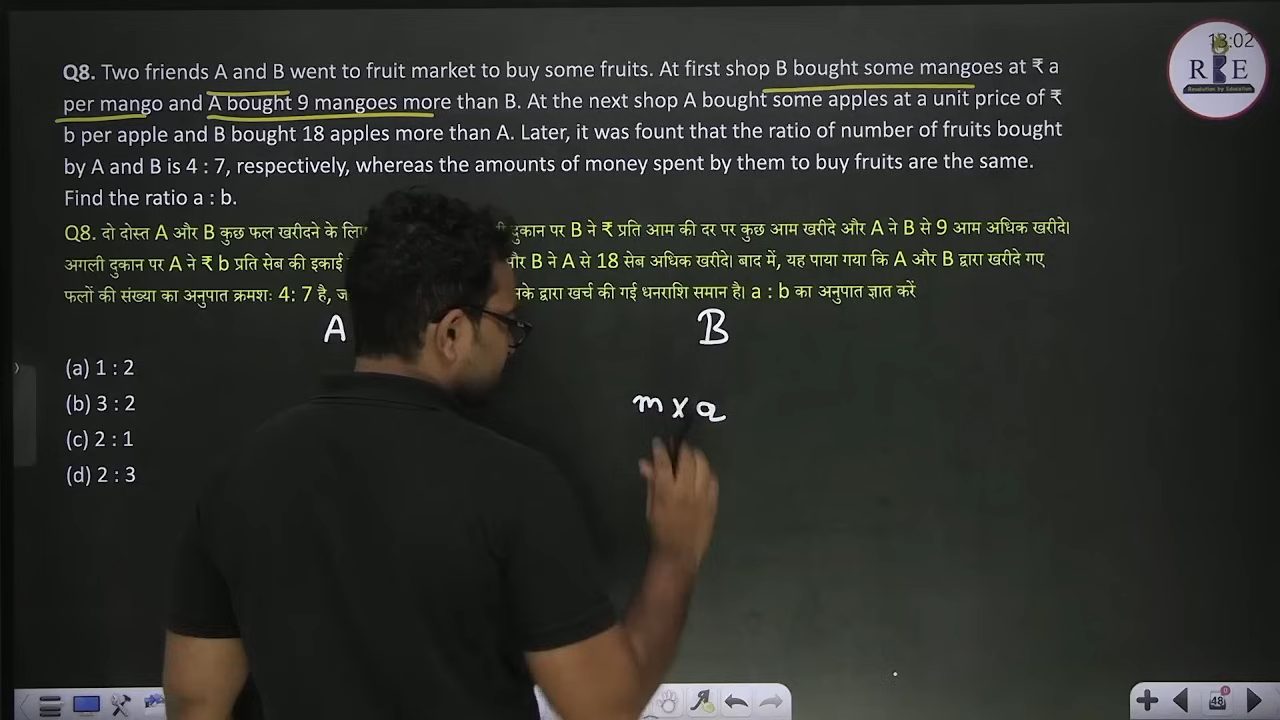 13:02
R B E
Revolution by Education
Q8. Two friends A and B went to fruit market to buy some fruits. At first shop B bought some mangoes at ₹ a
per mango and A bought 9 mangoes more than B. At the next shop A bought some apples at a unit price of ₹
b per apple and B bought 18 apples more than A. Later, it was fount that the ratio of number of fruits bought
by A and B is 4 : 7, respectively, whereas the amounts of money spent by them to buy fruits are the same.
Find the ratio a : b.
Q8. दो दोस्त A और B कुछ फल खरीदने के दुकान पर B ने ₹ प्रति आम की दर पर कुछ आम खरीदे और A ने B से 9 आम अधिक खरीदे।
अगली दुकान पर A ने ₹ b प्रति सेब की इकाई और B ने A से 18 सेब अधिक खरीदे। बाद में, यह पाया गया कि A और B द्वारा खरीदे गए
फलों की संख्या का अनुपात क्रमशः 4: 7 है, द्वारा खर्च की गई धनराशि समान है। a : b का अनुपात ज्ञात करें
A B
(a) 1 : 2
(b) 3 : 2
m x a
(c) 2 : 1
(d) 2 : 3
48